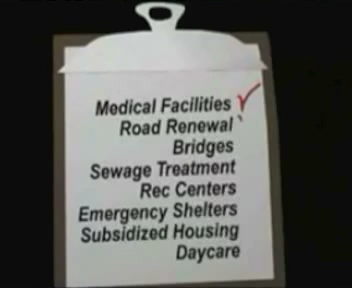 Medical Facilities
Road Renewal
Bridges
Sewage Treatment
Rec Centers
Emergency Shelters
Subsidized Housing
Daycare